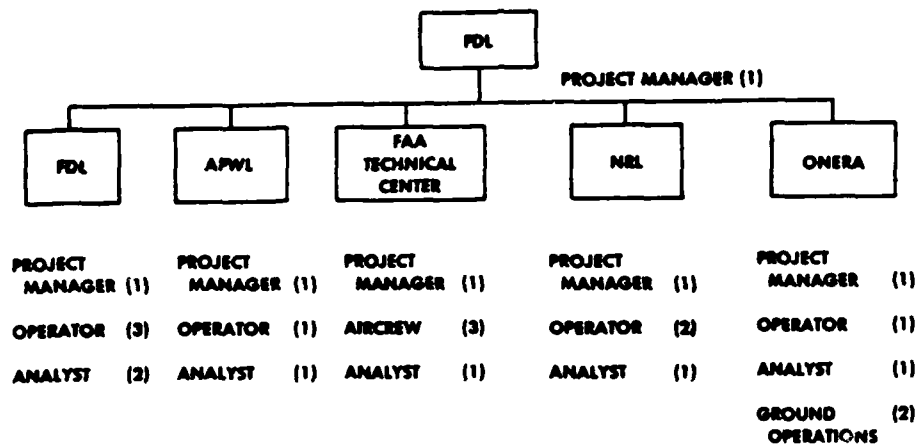 FDL
PROJECT MANAGER (1)
FDL
AFWL
FAA
TECHNICAL
CENTER
NRL
ONERA
PROJECT
MANAGER (1)
OPERATOR (3)
ANALYST (2)
PROJECT
MANAGER (1)
OPERATOR (1)
ANALYST (1)
PROJECT
MANAGER (1)
AIRCREW (3)
ANALYST (1)
PROJECT
MANAGER (1)
OPERATOR (2)
ANALYST (1)
PROJECT
MANAGER (1)
OPERATOR (1)
ANALYST (1)
GROUND (2)
OPERATIONS